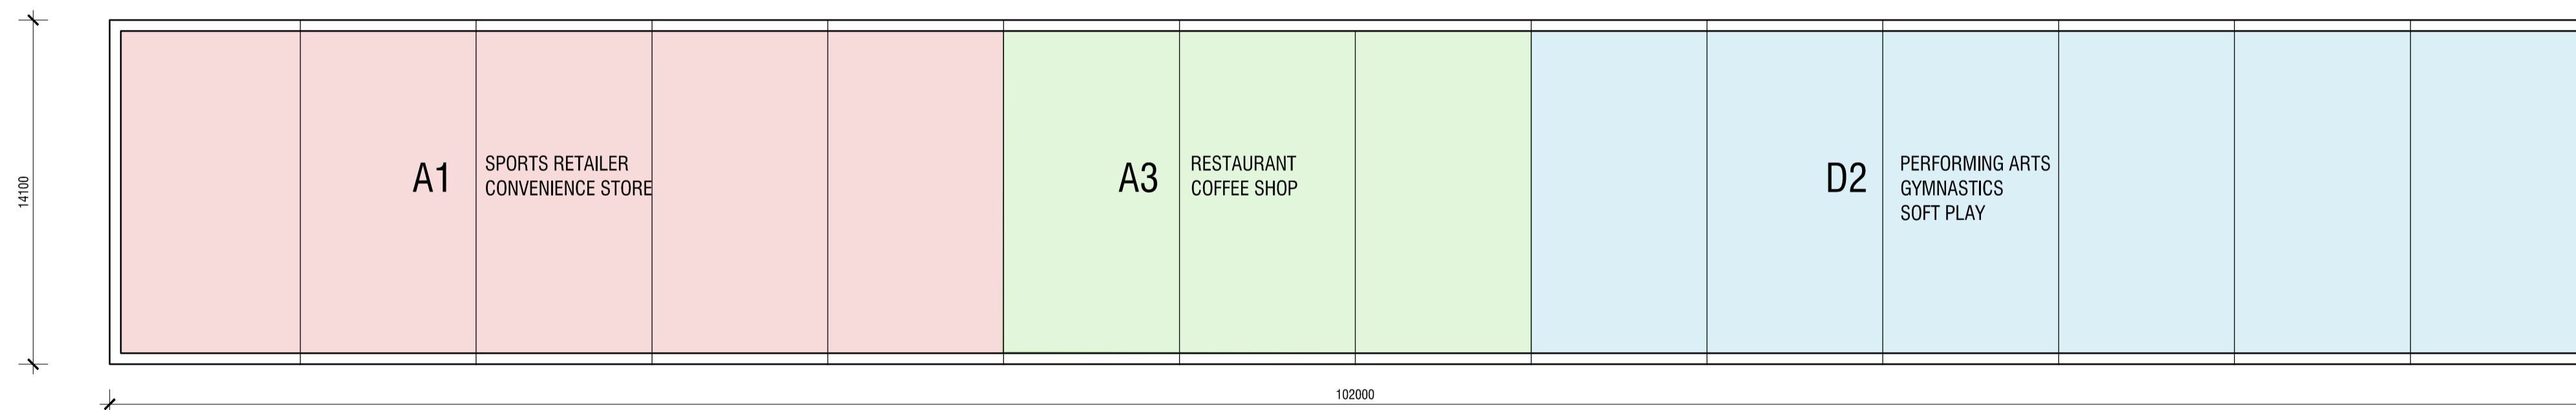 14100
A1
SPORTS RETAILER
CONVENIENCE STORE
A3
RESTAURANT
COFFEE SHOP
D2
PERFORMING ARTS
GYMNASTICS
SOFT PLAY
102000